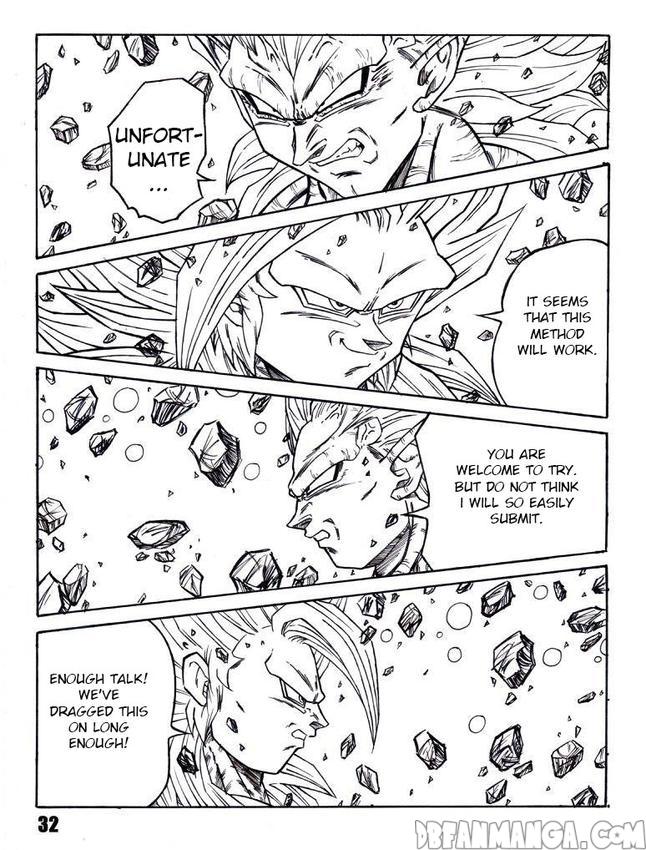 UNFORT-
UNATE
...
IT SEEMS
THAT THIS
METHOD
WILL WORK.
YOU ARE
WELCOME TO TRY.
BUT DO NOT THINK
I WILL SO EASILY
SUBMIT.
ENOUGH TALK!
WE'VE
DRAGGED THIS
ON LONG
ENOUGH!
32
DBFANMANGA.COM